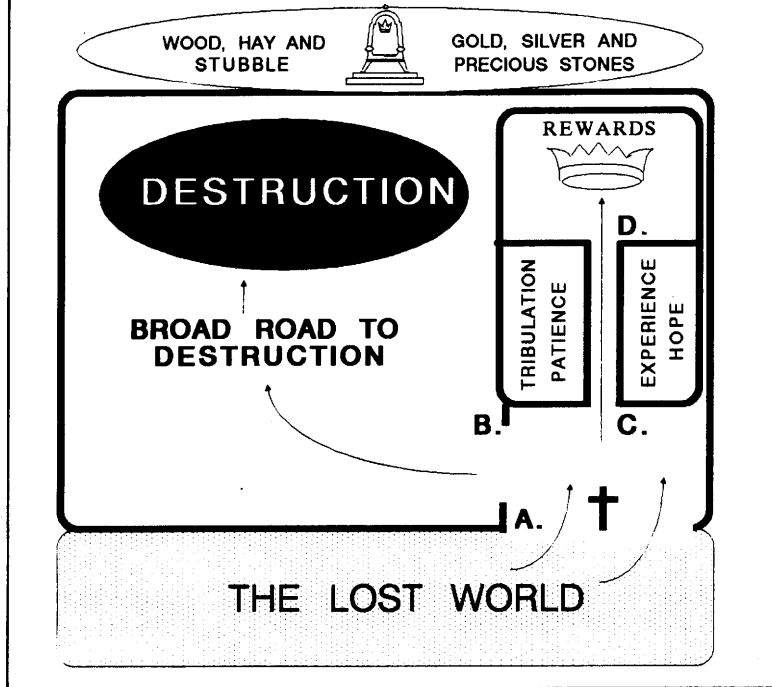 WOOD, HAY AND
STUBBLE
GOLD, SILVER AND
PRECIOUS STONES
REWARDS
DESTRUCTION
D.
TRIBULATION
PATIENCE
EXPERIENCE
HOPE
BROAD ROAD TO
DESTRUCTION
B.
C.
A.
THE LOST WORLD